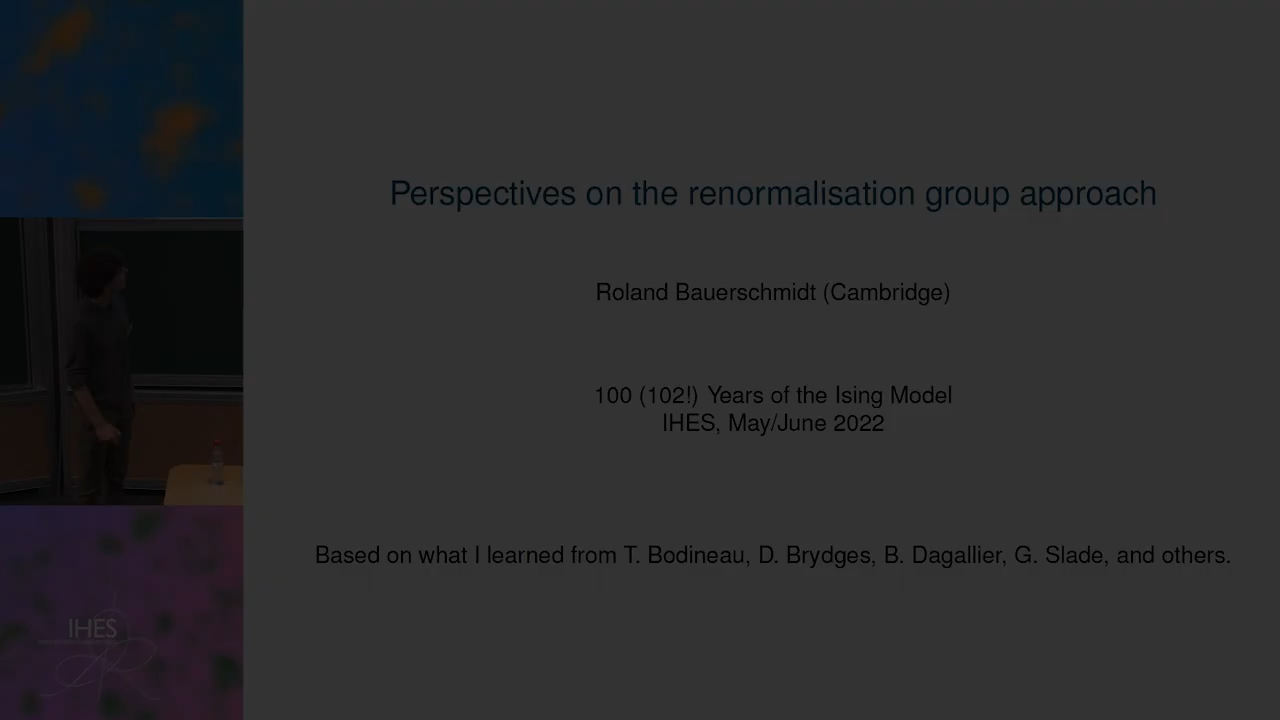 Perspectives on the renormalisation group approach
Roland Bauerschmidt (Cambridge)
100 (102!) Years of the Ising Model
IHES, May/June 2022
Based on what I learned from T. Bodineau, D. Brydges, B. Dagallier, G. Slade, and others.
IHES